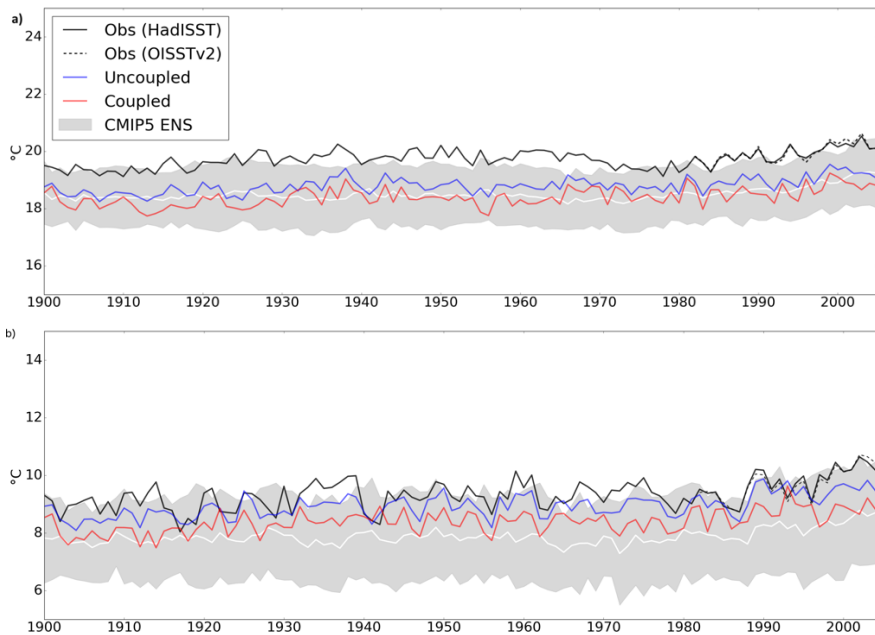 a)
24
22
20
18
16
°C
Obs (HadISST)
Obs (OISSTv2)
Uncoupled
Coupled
CMIP5 ENS
1900 1910 1920 1930 1940 1950 1960 1970 1980 1990 2000
b)
14
12
10
8
6
°C
1900 1910 1920 1930 1940 1950 1960 1970 1980 1990 2000